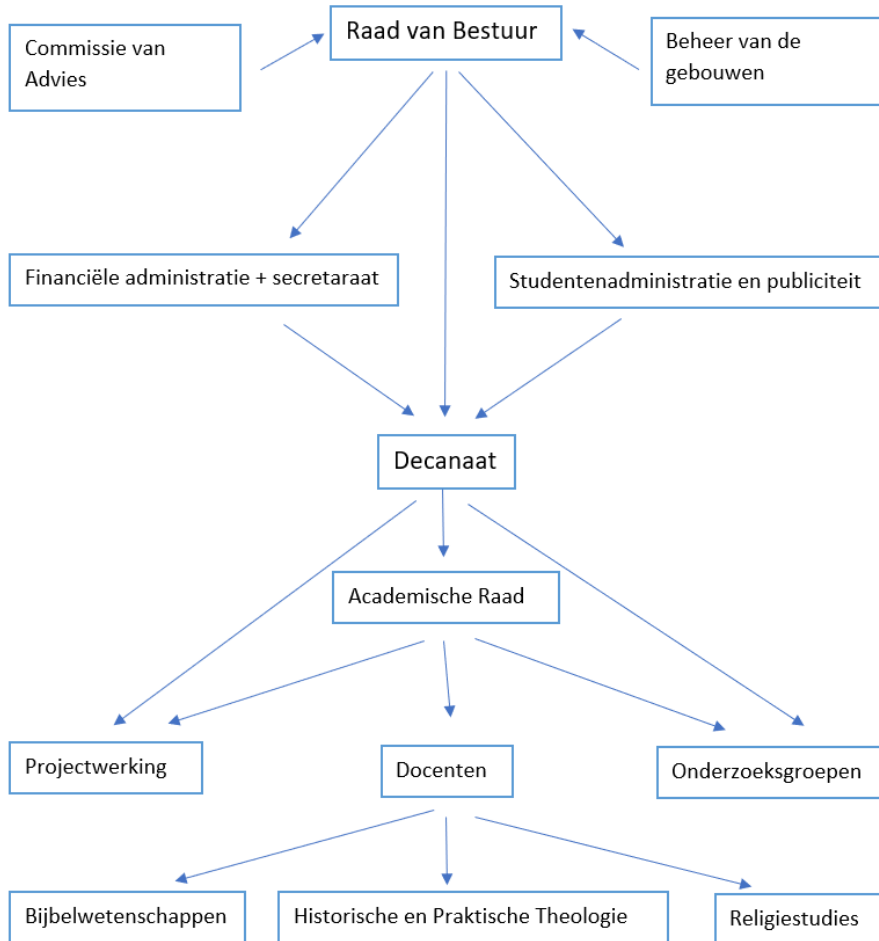 Raad van Bestuur
Commissie van
Advies
Beheer van de
gebouwen
Financiële administratie + secretaraat
Studentenadministratie en publiciteit
Decanaat
Academische Raad
Projectwerking
Docenten
Onderzoeksgroepen
Bijbelwetenschappen
Historische en Praktische Theologie
Religiestudies